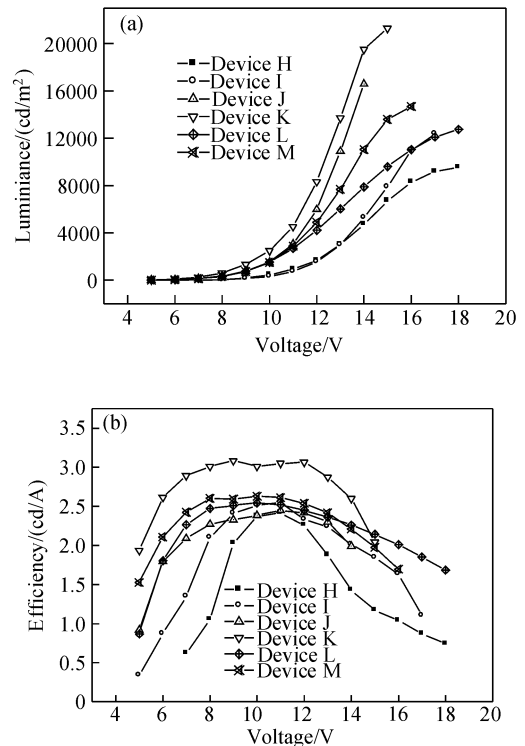 (a)
20000
16000
12000
8000
4000
0
Luminiance/(cd/m²)
Device H
Device I
Device J
Device K
Device L
Device M
4 6 8 10 12 14 16 18
Voltage/V
(b)
3.5
3.0
2.5
2.0
1.5
1.0
0.5
0
Efficiency/(cd/A)
Device H
Device I
Device J
Device K
Device L
Device M
4 6 8 10 12 14 16 18 20
Voltage/V